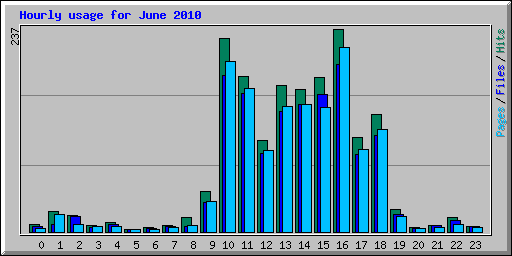 Hourly usage for June 2010
237
Pages / Files / Hits
0 1 2 3 4 5 6 7 8 9 10 11 12 13 14 15 16 17 18 19 20 21 22 23